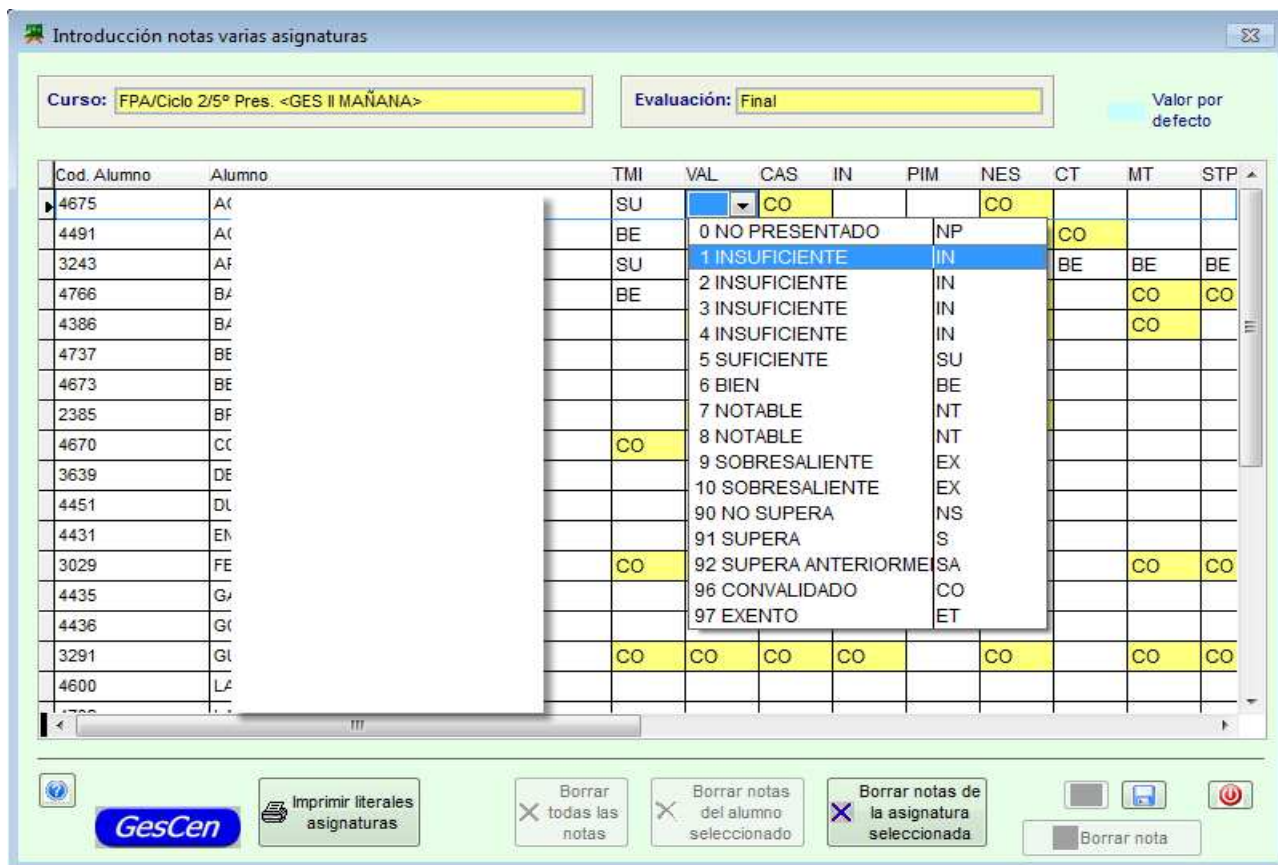 Introducción notas varias asignaturas
Curso: FPA/Ciclo 2/5º Pres. <GES II MAÑANA>
Evaluación: Final
Valor por
defecto
Cod. Alumno Alumno TMI VAL CAS IN PIM NES CT MT STP
4675 AC SU CO CO
0 NO PRESENTADO NP
1 INSUFICIENTE IN
2 INSUFICIENTE IN
3 INSUFICIENTE IN
4 INSUFICIENTE IN
5 SUFICIENTE SU
6 BIEN BE
7 NOTABLE NT
8 NOTABLE NT
9 SOBRESALIENTE EX
10 SOBRESALIENTE EX
90 NO SUPERA NS
91 SUPERA S
92 SUPERA ANTERIORME SA
96 CONVALIDADO CO
97 EXENTO ET
4491 BE CO
3243 SU BE BE BE
4766 BE CO CO
4386 CO
4737 BE
4673 BE
2385
4670 CO
3639 DE
4451
4431
3029 FE CO CO CO
4435
4436
3291 CO CO CO CO CO CO CO
4600
Imprimir literales
asignaturas
Borrar
todas las
notas
Borrar notas
del alumno
seleccionado
Borrar notas de
la asignatura
seleccionada
Borrar nota
GesCen